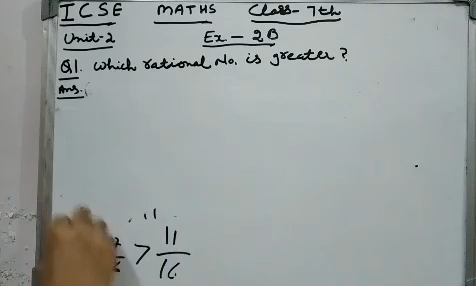 ICSE MATHS Class-7th
Unit-2 Ex-2B
Q1. Which rational No. is greater?
Ans.
> 11/16